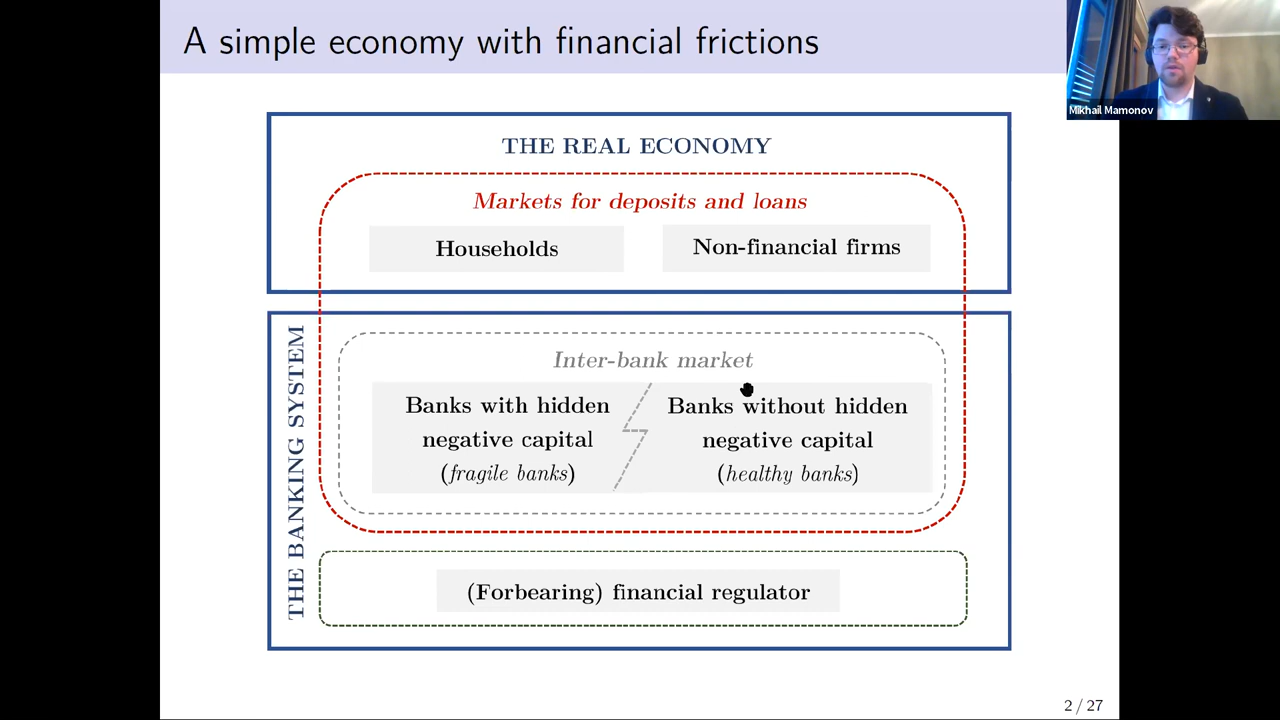 A simple economy with financial frictions
Mikhail Mamonov
THE REAL ECONOMY
Markets for deposits and loans
Households
Non-financial firms
THE BANKING SYSTEM
Inter-bank market
Banks with hidden
negative capital
(fragile banks)
Banks without hidden
negative capital
(healthy banks)
(Forbearing) financial regulator
2 / 27